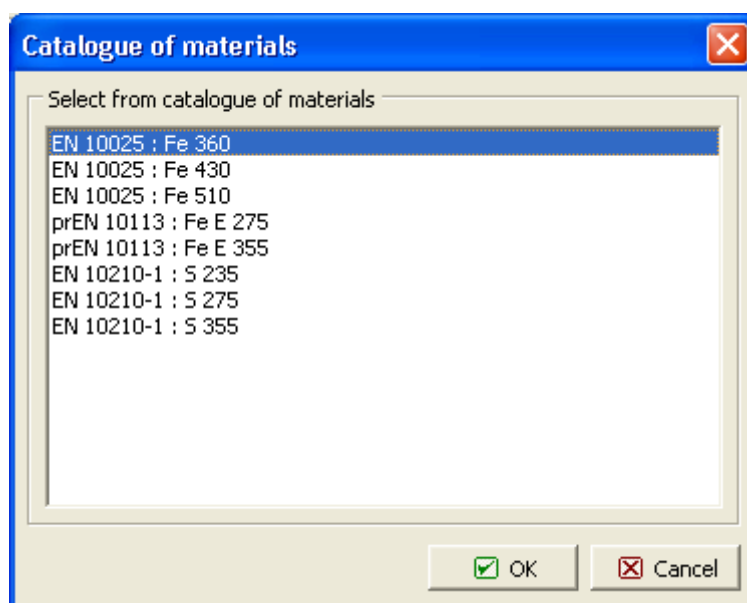 Catalogue of materials
Select from catalogue of materials
EN 10025 : Fe 360
EN 10025 : Fe 430
EN 10025 : Fe 510
prEN 10113 : Fe E 275
prEN 10113 : Fe E 355
EN 10210-1 : S 235
EN 10210-1 : S 275
EN 10210-1 : S 355
OK
Cancel